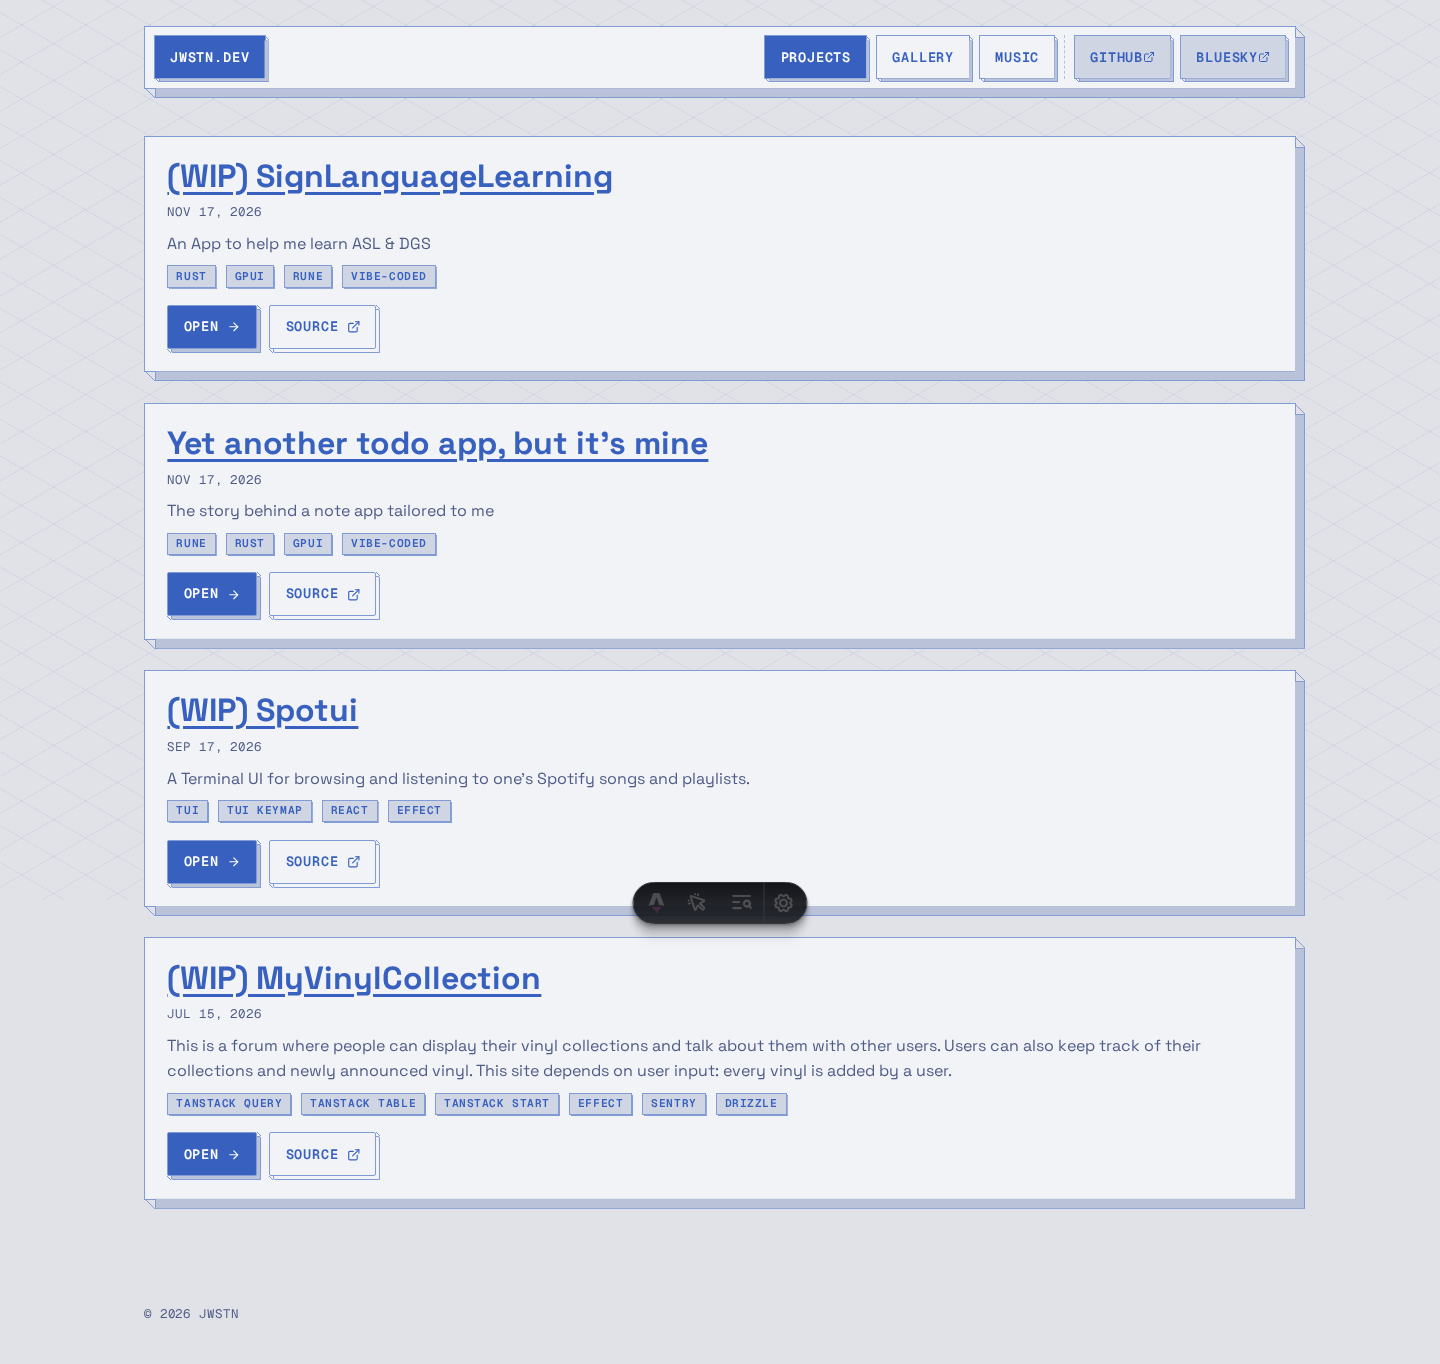 JWSTN.DEV
PROJECTS
GALLERY
MUSIC
GITHUB
BLUESKY
(WIP) SignLanguageLearning
NOV 17, 2026
An App to help me learn ASL & DGS
RUST
GPUI
RUNE
VIBE-CODED
OPEN
SOURCE
Yet another todo app, but it’s mine
NOV 17, 2026
The story behind a note app tailored to me
RUNE
RUST
GPUI
VIBE-CODED
OPEN
SOURCE
(WIP) Spotui
SEP 17, 2026
A Terminal UI for browsing and listening to one’s Spotify songs and playlists.
TUI
TUI KEYMAP
REACT
EFFECT
OPEN
SOURCE
(WIP) MyVinylCollection
JUL 15, 2026
This is a forum where people can display their vinyl collections and talk about them with other users. Users can also keep track of their
collections and newly announced vinyl. This site depends on user input: every vinyl is added by a user.
TANSTACK QUERY
TANSTACK TABLE
TANSTACK START
EFFECT
SENTRY
DRIZZLE
OPEN
SOURCE
© 2026 JWSTN